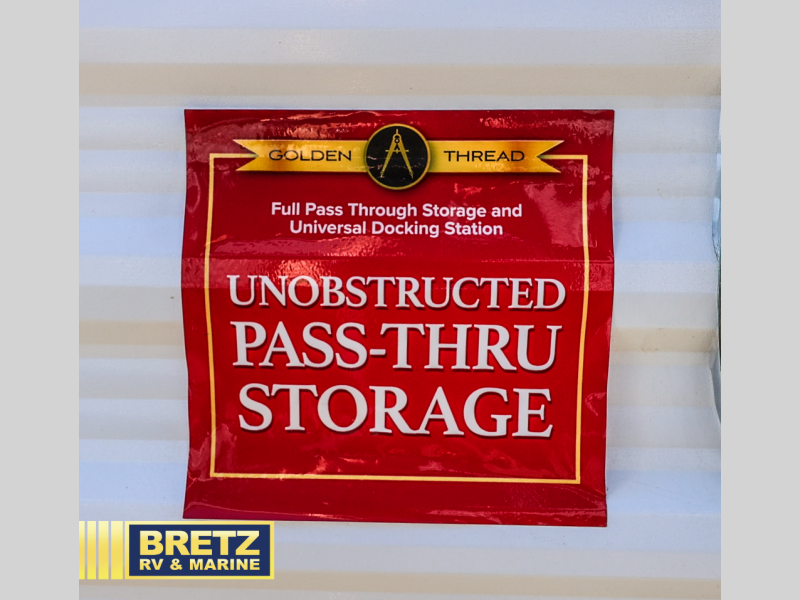 GOLDEN THREAD
Full Pass Through Storage and
Universal Docking Station
UNOBSTRUCTED
PASS-THRU
STORAGE
BRETZ
RV & MARINE